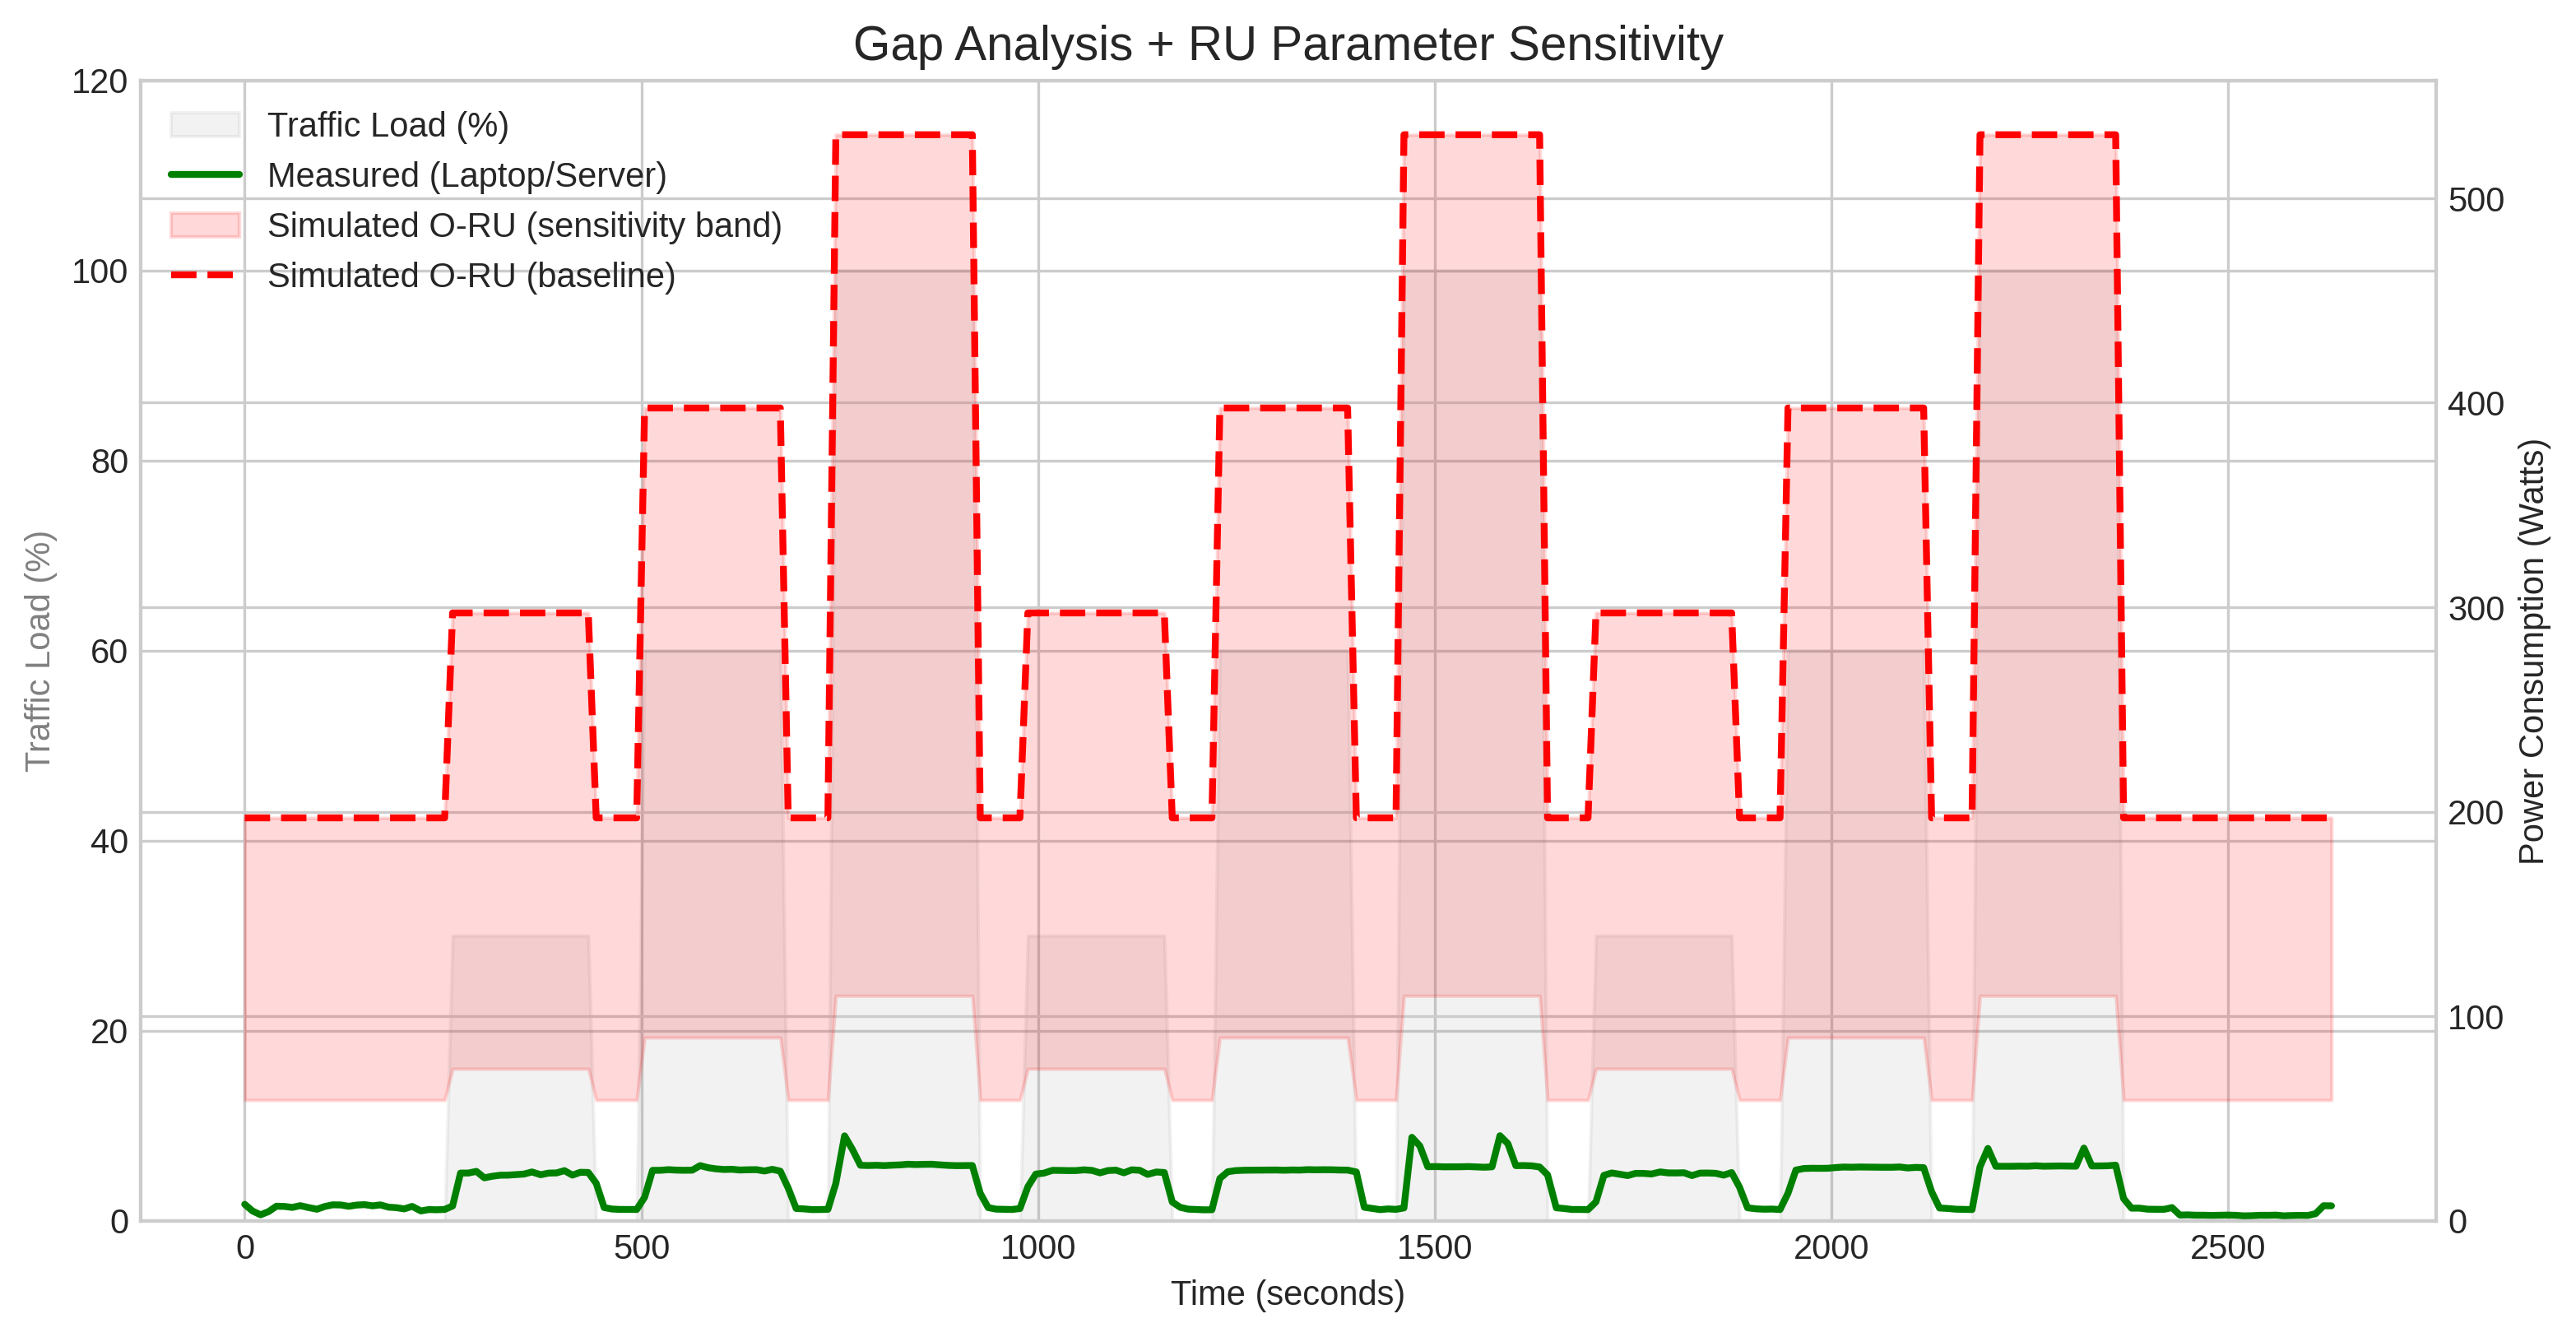 Gap Analysis + RU Parameter Sensitivity
Traffic Load (%)
Measured (Laptop/Server)
Simulated O-RU (sensitivity band)
Simulated O-RU (baseline)
120
100
80
60
40
20
0
Traffic Load (%)
500
400
300
200
100
0
Power Consumption (Watts)
0
500
1000
1500
2000
2500
Time (seconds)